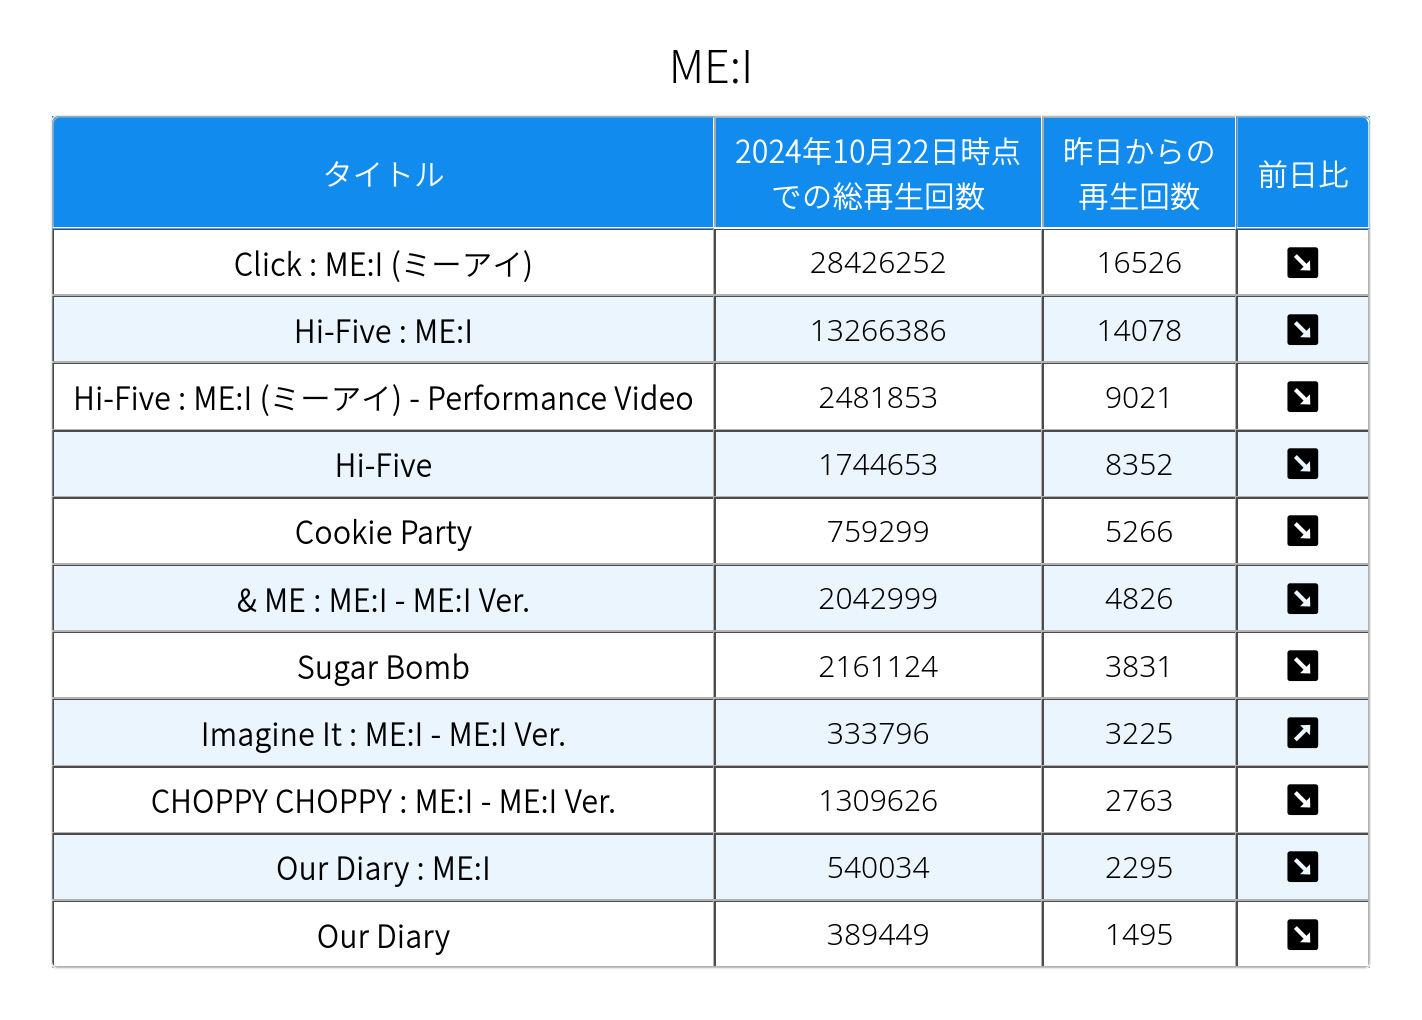 ME:I
タイトル 2024年10月22日時点 昨日からの 前日比
での総再生回数 再生回数
Click : ME:I (ミーアイ) 28426252 16526
Hi-Five : ME:I 13266386 14078
Hi-Five : ME:I (ミーアイ) - Performance Video 2481853 9021
Hi-Five 1744653 8352
Cookie Party 759299 5266
& ME : ME:I - ME:I Ver. 2042999 4826
Sugar Bomb 2161124 3831
Imagine It : ME:I - ME:I Ver. 333796 3225
CHOPPY CHOPPY : ME:I - ME:I Ver. 1309626 2763
Our Diary : ME:I 540034 2295
Our Diary 389449 1495